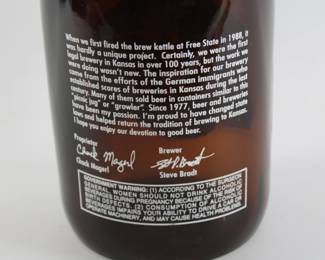 When we first fired the brew kettle at Free State in 1988, it
was hardly a unique project. Certainly, we were the first
legal brewery in Kansas in over 100 years, but the work we
were doing wasn't new. The inspiration for our brewery
came from the efforts of the German immigrants who
established scores of breweries in Kansas during the last
century. Many of them sold beer in containers similar to this
"picnic jug" or "growler". Since 1977, beer and breweries
have been my passion. I'm proud to have changed state
laws and helped return the tradition of brewing to Kansas.
I hope you enjoy our devotion to good beer.
Proprietor Brewer
Chuck Magerl
Chuck Magerl Steve Bradt
GOVERNMENT WARNING: (1) ACCORDING TO THE SURGEON
GENERAL, WOMEN SHOULD NOT DRINK ALCOHOLIC
BEVERAGES DURING PREGNANCY BECAUSE OF THE RISK OF
BIRTH DEFECTS. (2) CONSUMPTION OF ALCOHOLIC
BEVERAGES IMPAIRS YOUR ABILITY TO DRIVE A CAR OR
OPERATE MACHINERY, AND MAY CAUSE HEALTH PROBLEMS.